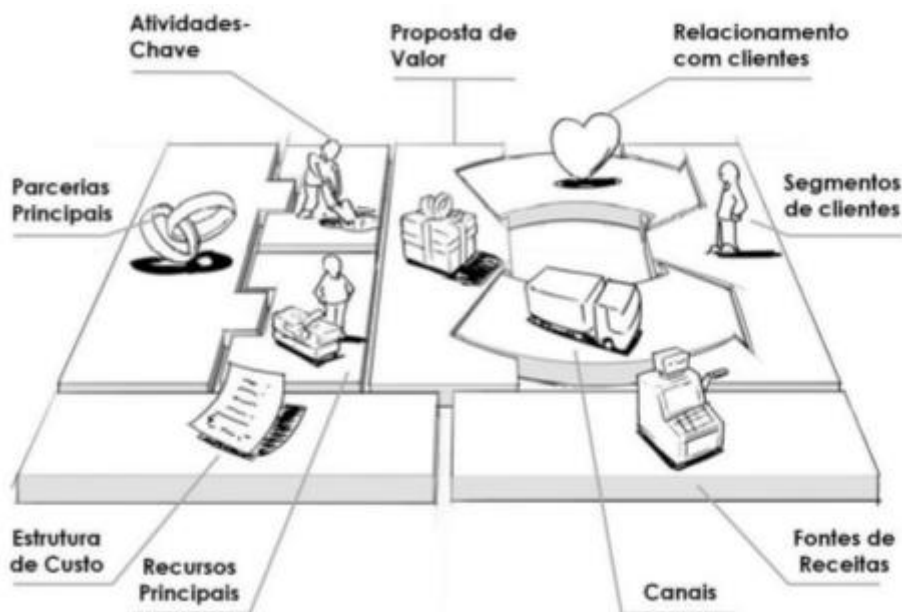 Atividades-
Chave
Proposta de
Valor
Relacionamento
com clientes
Parcerias
Principais
Segmentos
de clientes
Estrutura
de Custo
Recursos
Principais
Canais
Fontes de
Receitas